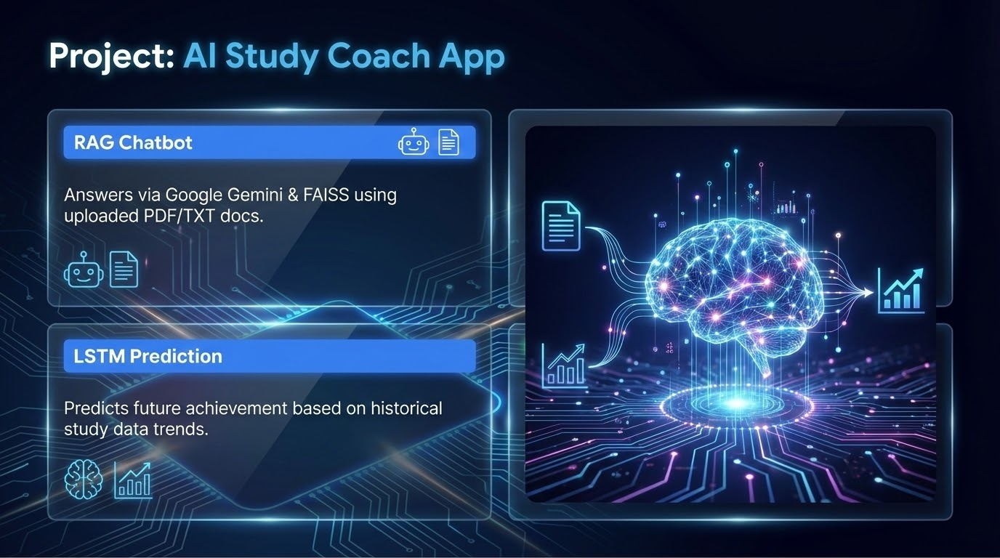 Project: AI Study Coach App
RAG Chatbot
Answers via Google Gemini & FAISS using
uploaded PDF/TXT docs.
LSTM Prediction
Predicts future achievement based on historical
study data trends.